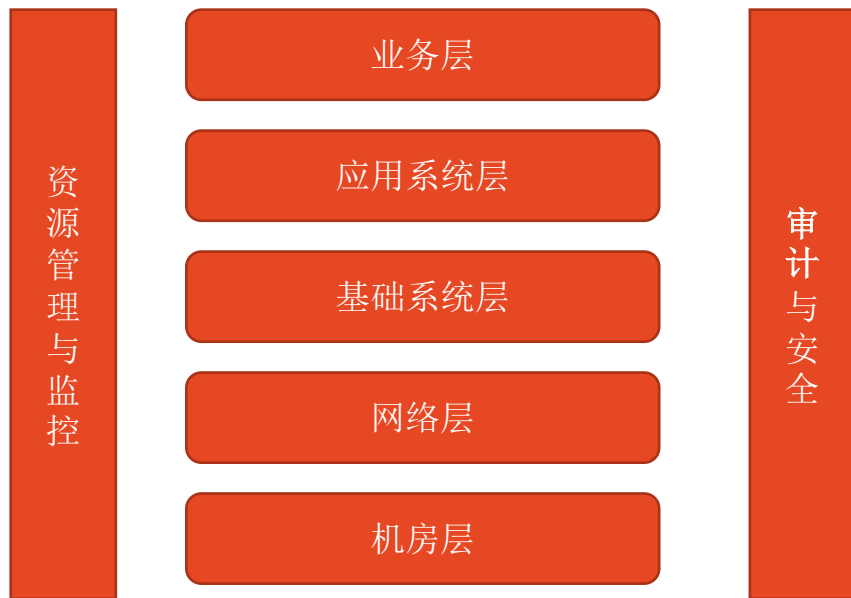 资源管理与监控
业务层
应用系统层
基础系统层
网络层
机房层
审计与安全